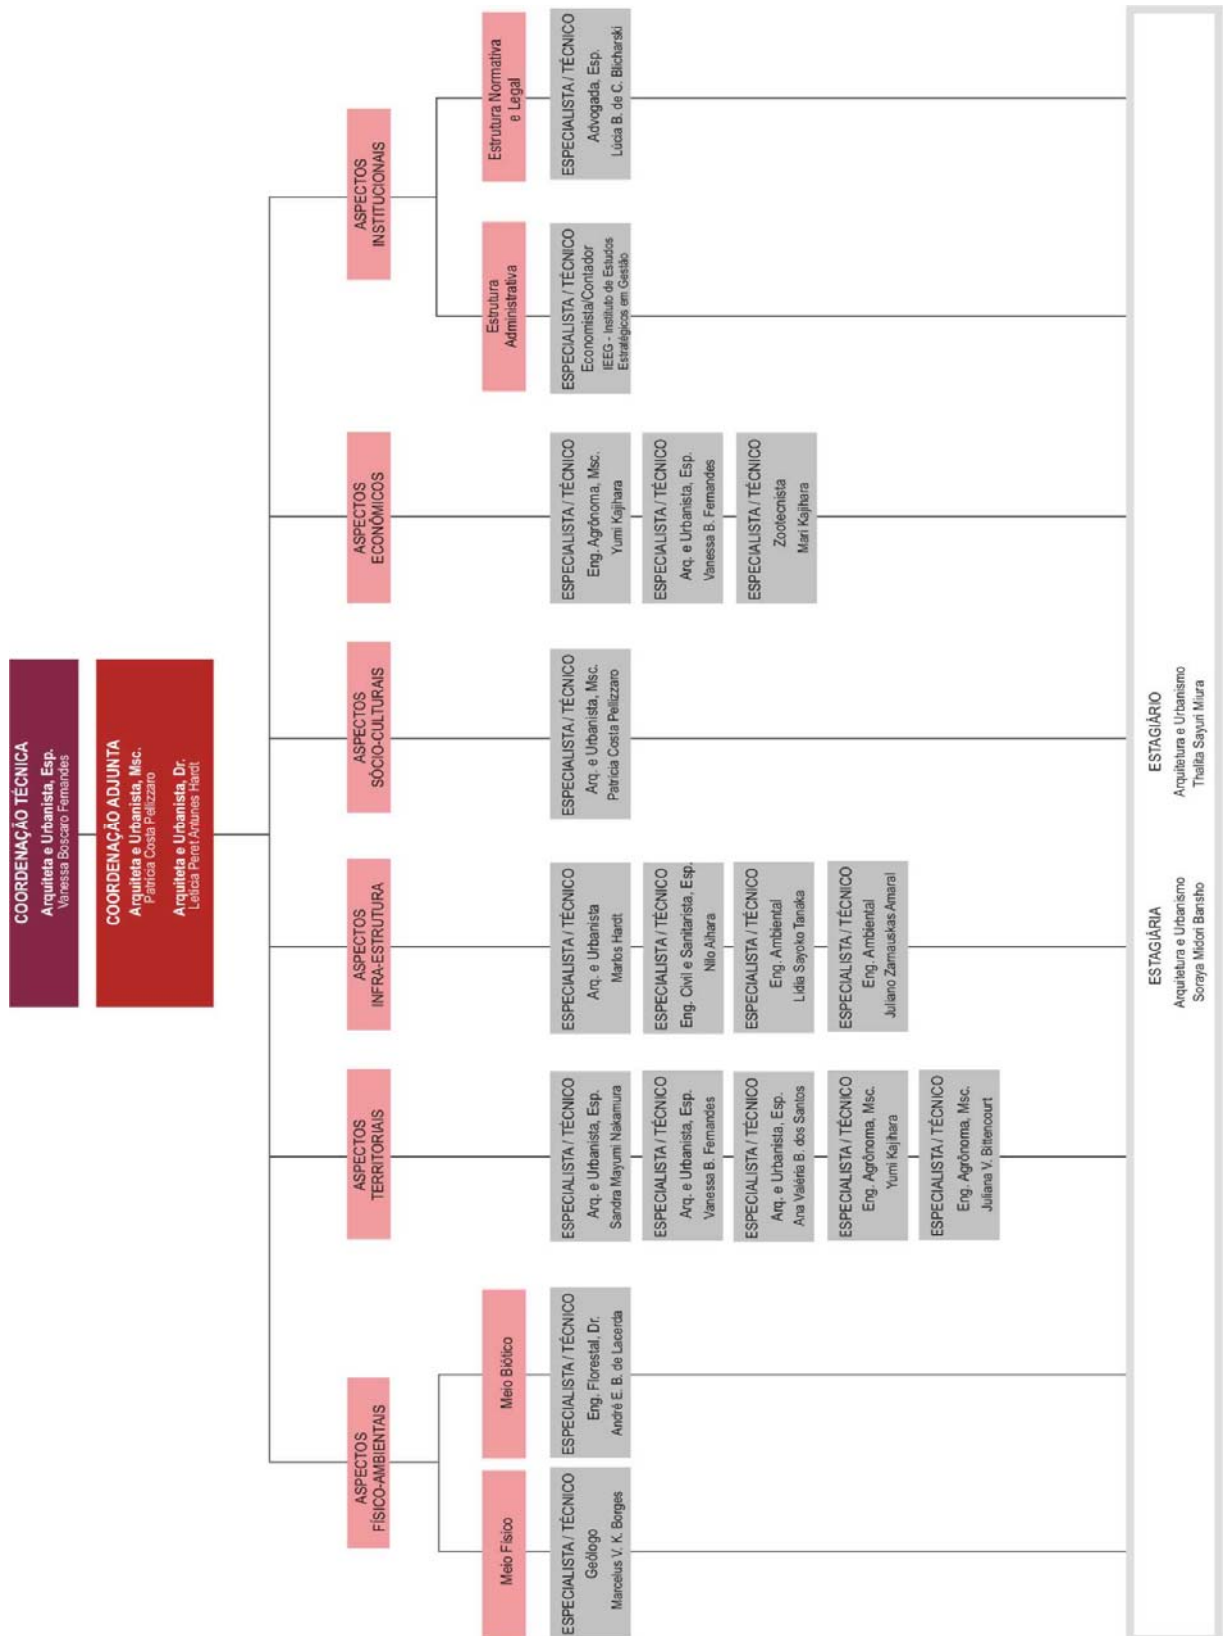 COORDENAÇÃO TÉCNICA
Arquiteta e Urbanista, Esp.
Vanessa Boscaro Fernandes
COORDENAÇÃO ADJUNTA
Arquiteta e Urbanista, Msc.
Patrícia Costa Pellizzaro
Arquiteta e Urbanista, Dr.
Letícia Peret Antunes Hardt
ASPECTOS
FÍSICO-AMBIENTAIS
Meio Físico
ESPECIALISTA / TÉCNICO
Geólogo
Marcelus V. K. Borges
Meio Biótico
ESPECIALISTA / TÉCNICO
Eng. Florestal, Dr.
André E. B. de Lacerda
ASPECTOS
TERRITORIAIS
ESPECIALISTA / TÉCNICO
Arq. e Urbanista, Esp.
Sandra Mayumi Nakamura
ESPECIALISTA / TÉCNICO
Arq. e Urbanista, Esp.
Vanessa B. Fernandes
ESPECIALISTA / TÉCNICO
Arq. e Urbanista, Esp.
Ana Valéria B. dos Santos
ESPECIALISTA / TÉCNICO
Eng. Agrônoma, Msc.
Yumi Kajihara
ESPECIALISTA / TÉCNICO
Eng. Agrônoma, Msc.
Juliana V. Bittencourt
ASPECTOS
INFRA-ESTRUTURA
ESPECIALISTA / TÉCNICO
Arq. e Urbanista
Marlos Hardt
ESPECIALISTA / TÉCNICO
Eng. Civil e Sanitarista, Esp.
Nilo Aihara
ESPECIALISTA / TÉCNICO
Eng. Ambiental
Lidia Sayoko Tanaka
ESPECIALISTA / TÉCNICO
Eng. Ambiental
Juliano Zamauskas Amaral
ASPECTOS
SÓCIO-CULTURAIS
ESPECIALISTA / TÉCNICO
Arq. e Urbanista, Msc.
Patrícia Costa Pellizzaro
ASPECTOS
ECONÔMICOS
ESPECIALISTA / TÉCNICO
Eng. Agrônoma, Msc.
Yumi Kajihara
ESPECIALISTA / TÉCNICO
Arq. e Urbanista, Esp.
Vanessa B. Fernandes
ESPECIALISTA / TÉCNICO
Zootecnista
Mari Kajihara
ASPECTOS
INSTITUCIONAIS
Estrutura
Administrativa
ESPECIALISTA / TÉCNICO
Economista/Contador
IEEG - Instituto de Estudos
Estratégicos em Gestão
Estrutura Normativa
e Legal
ESPECIALISTA / TÉCNICO
Advogada, Esp.
Lúcia B. de C. Blicharski
ESTAGIÁRIA
Arquitetura e Urbanismo
Soraya Midori Bansho
ESTAGIÁRIO
Arquitetura e Urbanismo
Thalita Sayuri Miura